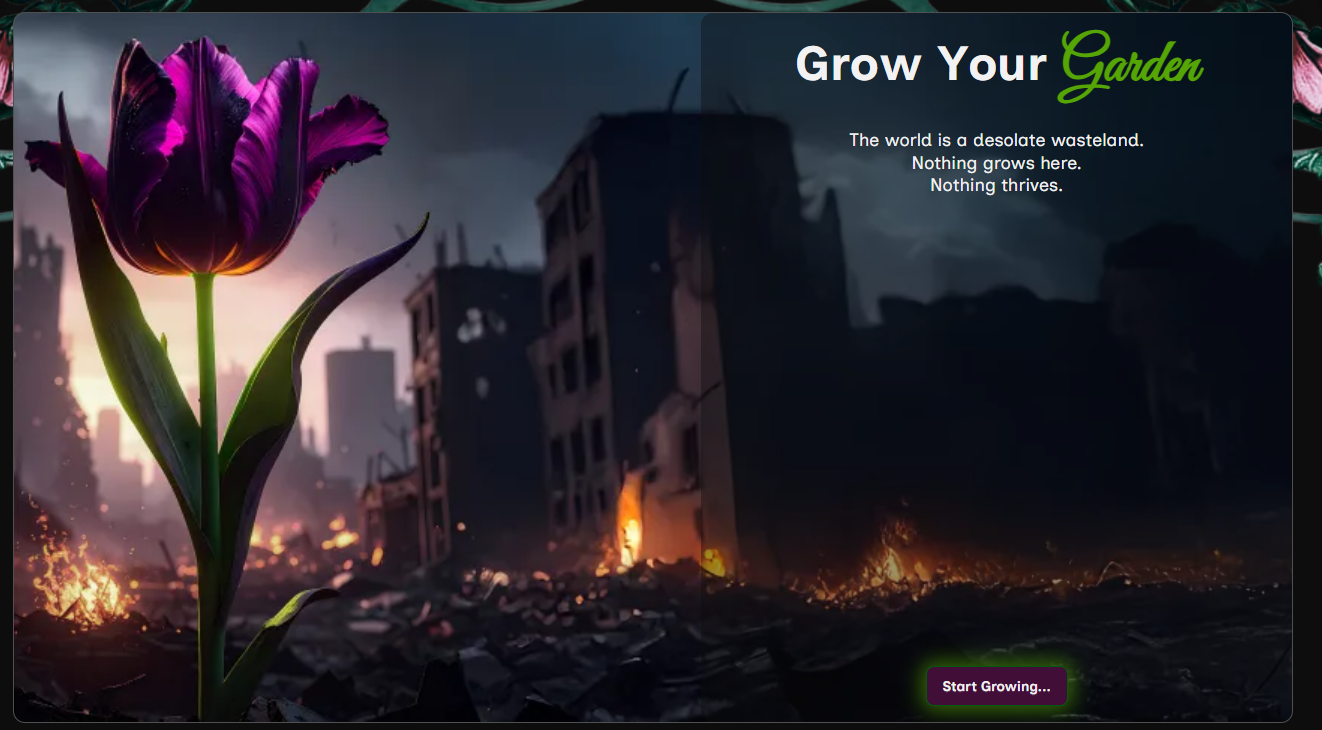 Grow Your Garden
The world is a desolate wasteland.
Nothing grows here.
Nothing thrives.
Start Growing...